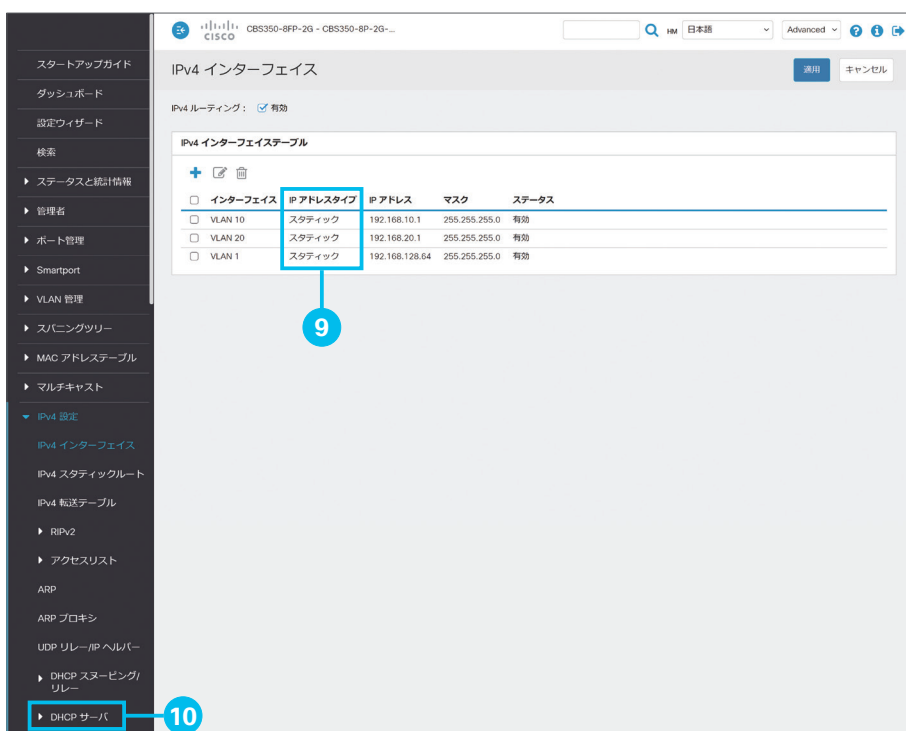 CISCO
CBS350-8FP-2G - CBS350-8P-2G-...
HM
日本語
Advanced
スタートアップガイド
ダッシュボード
設定ウィザード
検索
ステータスと統計情報
管理者
ポート管理
Smartport
VLAN 管理
スパニングツリー
MAC アドレステーブル
マルチキャスト
IPv4 設定
IPv4 インターフェイス
IPv4 スタティックルート
IPv4 転送テーブル
RIPv2
アクセスリスト
ARP
ARP プロキシ
UDP リレー/IP ヘルパー
DHCP スヌーピング/
リレー
DHCP サーバ
10
IPv4 インターフェイス
適用
キャンセル
IPv4 ルーティング : 有効
IPv4 インターフェイステーブル
インターフェイス IP アドレスタイプ IP アドレス マスク ステータス
VLAN 10 スタティック 192.168.10.1 255.255.255.0 有効
VLAN 20 スタティック 192.168.20.1 255.255.255.0 有効
VLAN 1 スタティック 192.168.128.64 255.255.255.0 有効
9